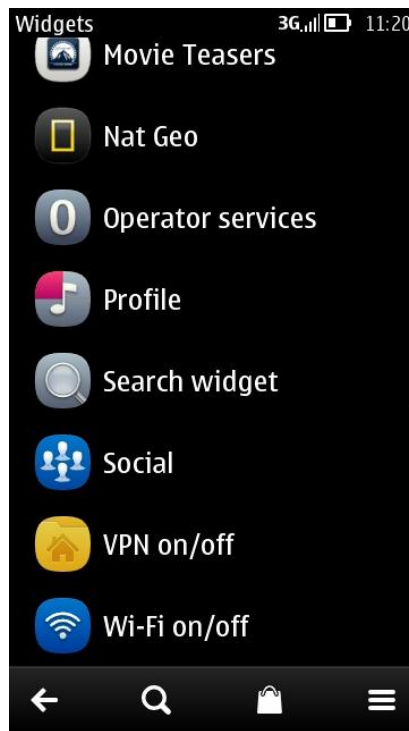 Widgets 3G 11:20
Movie Teasers
Nat Geo
0 Operator services
Profile
Search widget
Social
VPN on/off
Wi-Fi on/off